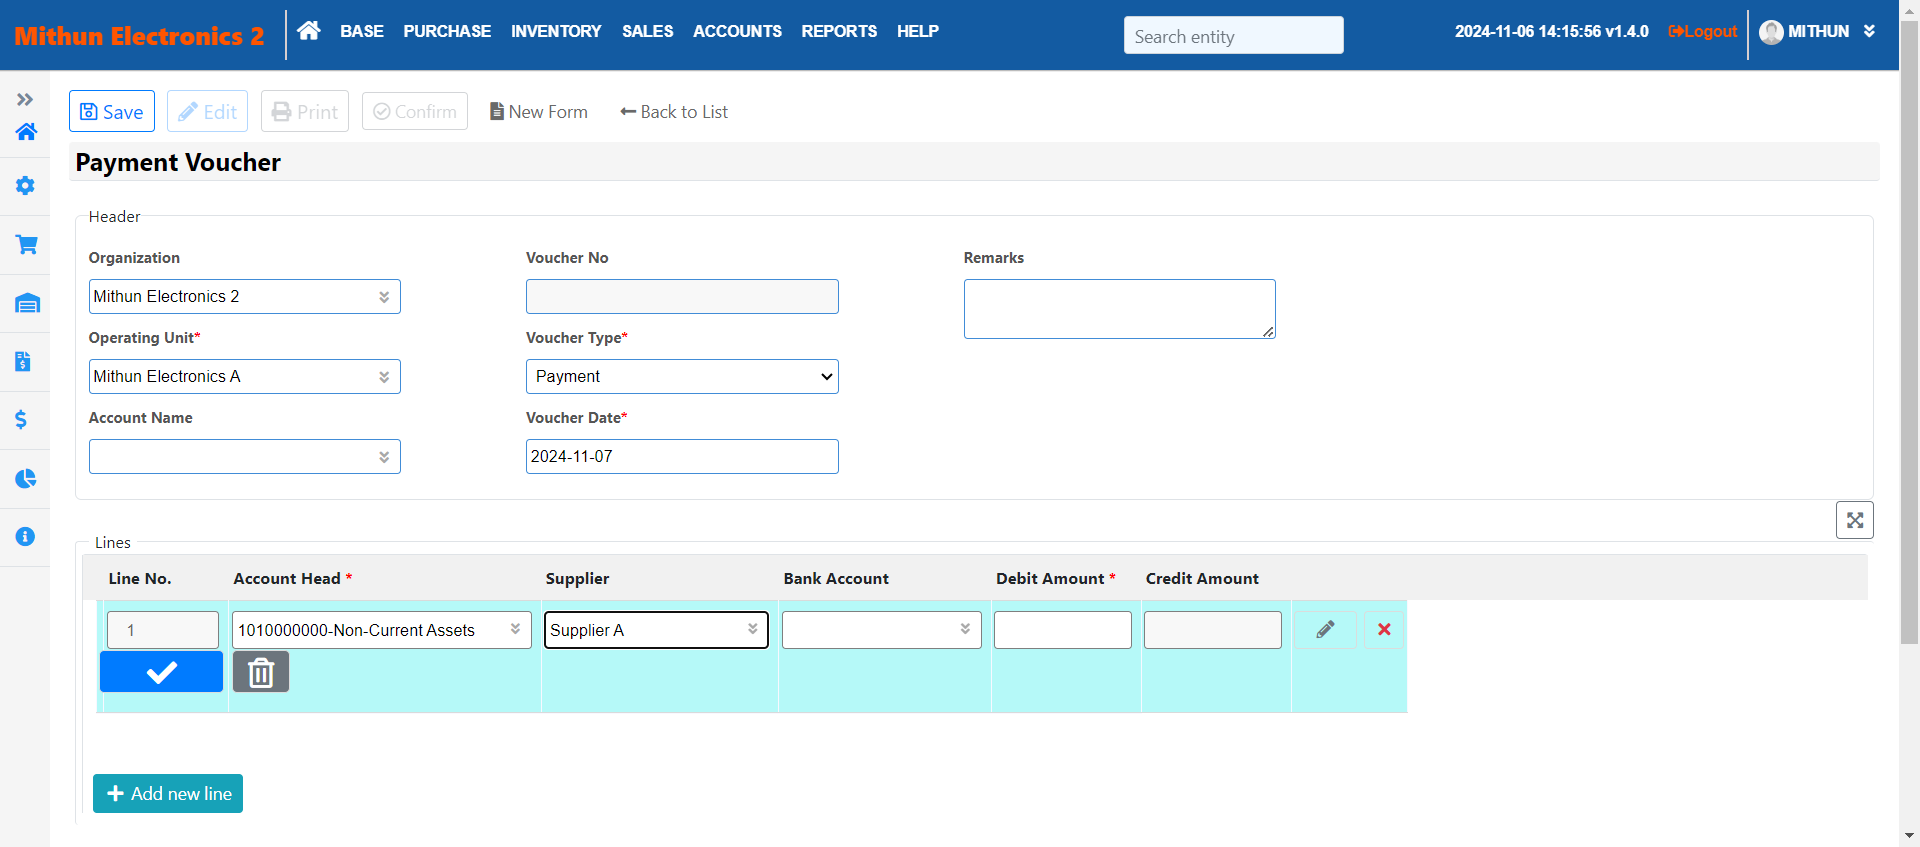 Mithun Electronics 2
BASE PURCHASE INVENTORY SALES ACCOUNTS REPORTS HELP
Search entity
2024-11-06 14:15:56 v1.4.0
Logout
MITHUN
Save
Edit
Print
Confirm
New Form
Back to List
Payment Voucher
Header
Organization
Mithun Electronics 2
Operating Unit*
Mithun Electronics A
Account Name
Voucher No
Voucher Type*
Payment
Voucher Date*
2024-11-07
Remarks
Lines
Line No. Account Head * Supplier Bank Account Debit Amount * Credit Amount
1 1010000000-Non-Current Assets Supplier A
Add new line